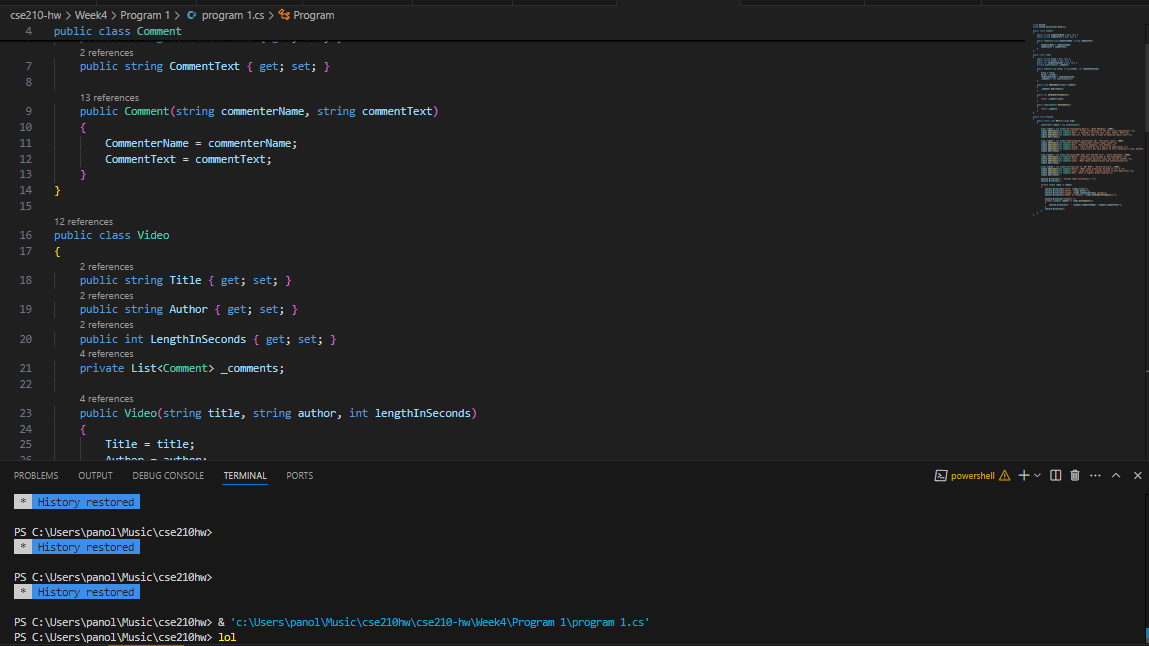 cse210-hw > Week4 > Program 1 > program 1.cs > Program
4 public class Comment
2 references
7 public string CommentText { get; set; }
8
13 references
9 public Comment(string commenterName, string commentText)
10 {
11 CommenterName = commenterName;
12 CommentText = commentText;
13 }
14 }
15
12 references
16 public class Video
17 {
2 references
18 public string Title { get; set; }
2 references
19 public string Author { get; set; }
2 references
20 public int LengthInSeconds { get; set; }
4 references
21 private List<Comment> _comments;
22
4 references
23 public Video(string title, string author, int lengthInSeconds)
24 {
25 Title = title;
26 Author = author;
PROBLEMS OUTPUT DEBUG CONSOLE TERMINAL PORTS powershell
* History restored
PS C:\Users\panol\Music\cse210hw>
* History restored
PS C:\Users\panol\Music\cse210hw>
* History restored
PS C:\Users\panol\Music\cse210hw> & 'c:\Users\panol\Music\cse210hw\cse210-hw\Week4\Program 1\program 1.cs'
PS C:\Users\panol\Music\cse210hw> lol